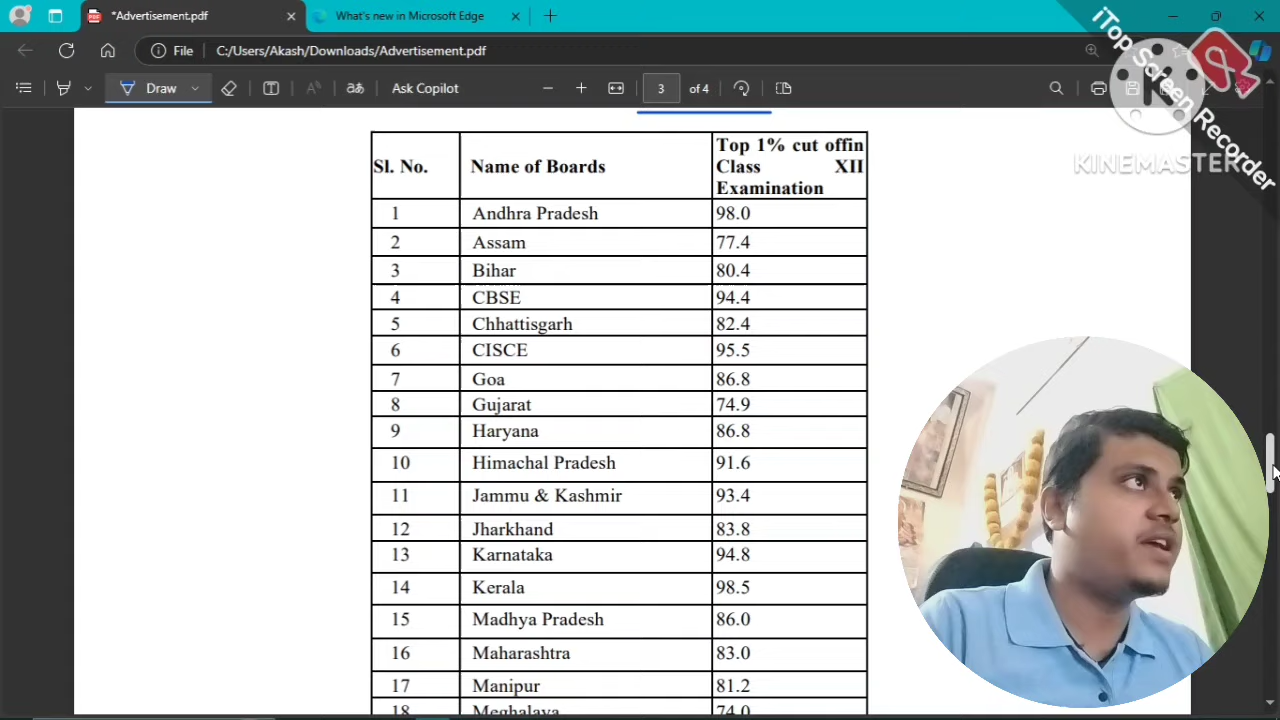 *Advertisement.pdf
What's new in Microsoft Edge
File C:/Users/Akash/Downloads/Advertisement.pdf
Draw Ask Copilot 3 of 4
iTop Screen Recorder
KINEMASTER
Sl. No. Name of Boards Top 1% cut offin
Class XII
Examination
1 Andhra Pradesh 98.0
2 Assam 77.4
3 Bihar 80.4
4 CBSE 94.4
5 Chhattisgarh 82.4
6 CISCE 95.5
7 Goa 86.8
8 Gujarat 74.9
9 Haryana 86.8
10 Himachal Pradesh 91.6
11 Jammu & Kashmir 93.4
12 Jharkhand 83.8
13 Karnataka 94.8
14 Kerala 98.5
15 Madhya Pradesh 86.0
16 Maharashtra 83.0
17 Manipur 81.2
18 Meghalaya 74.0